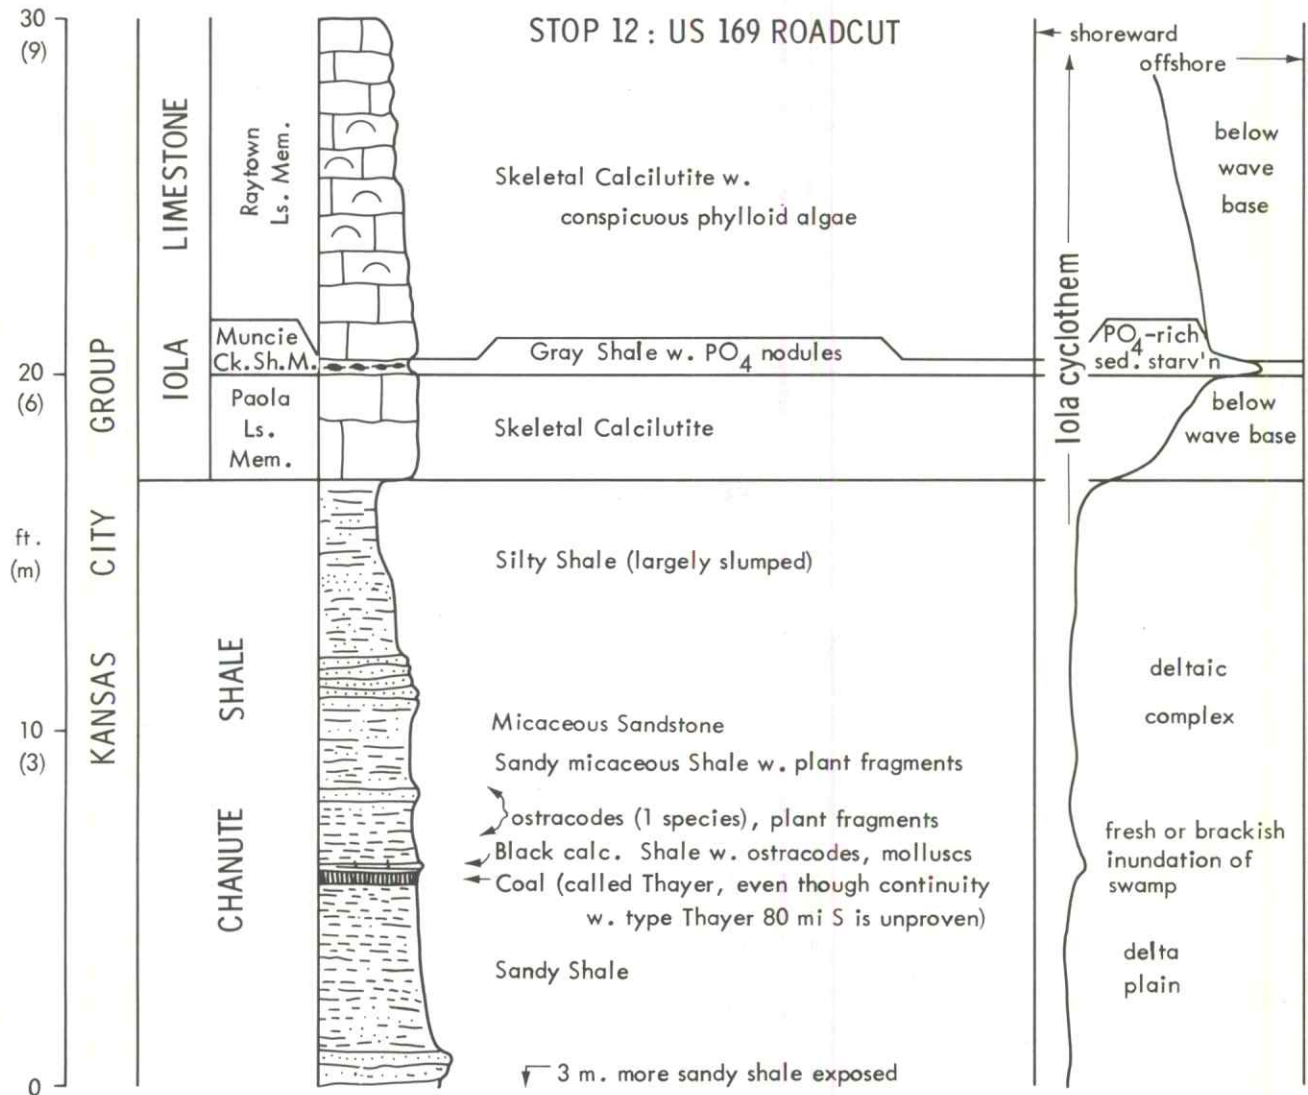 STOP 12 : US 169 ROADCUT
30
(9)
20
(6)
ft.
(m)
10
(3)
0
KANSAS CITY GROUP
IOLA LIMESTONE
CHANUTE SHALE
Raytown
Ls. Mem.
Muncie
Ck.Sh.M.
Paola
Ls.
Mem.
Skeletal Calcilutite w.
conspicuous phylloid algae
Gray Shale w. PO4 nodules
Skeletal Calcilutite
Silty Shale (largely slumped)
Micaceous Sandstone
Sandy micaceous Shale w. plant fragments
ostracodes (1 species), plant fragments
Black calc. Shale w. ostracodes, molluscs
Coal (called Thayer, even though continuity
w. type Thayer 80 mi S is unproven)
Sandy Shale
3 m. more sandy shale exposed
shoreward
offshore
Iola cyclothem
below
wave
base
PO4-rich
sed. starv'n
below
wave base
deltaic
complex
fresh or brackish
inundation of
swamp
delta
plain